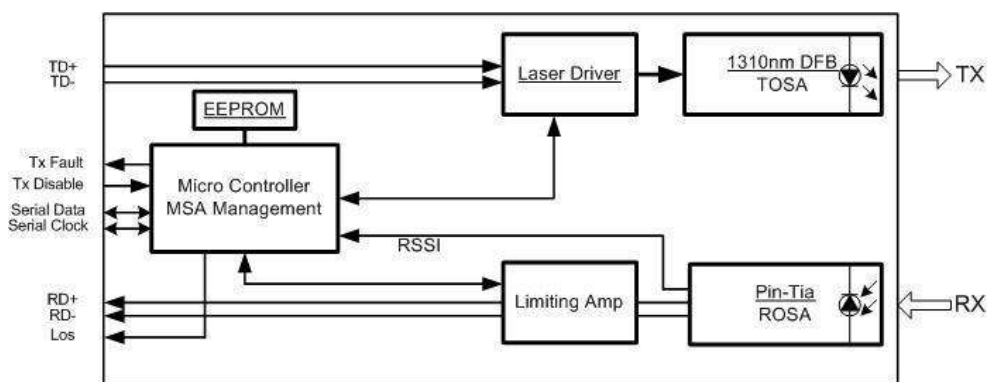 TD+
TD-
Laser Driver
1310nm DFB
TOSA
TX
EEPROM
Tx Fault
Tx Disable
Serial Data
Serial Clock
Micro Controller
MSA Management
RSSI
RD+
RD-
Los
Limiting Amp
Pin-Tia
ROSA
RX